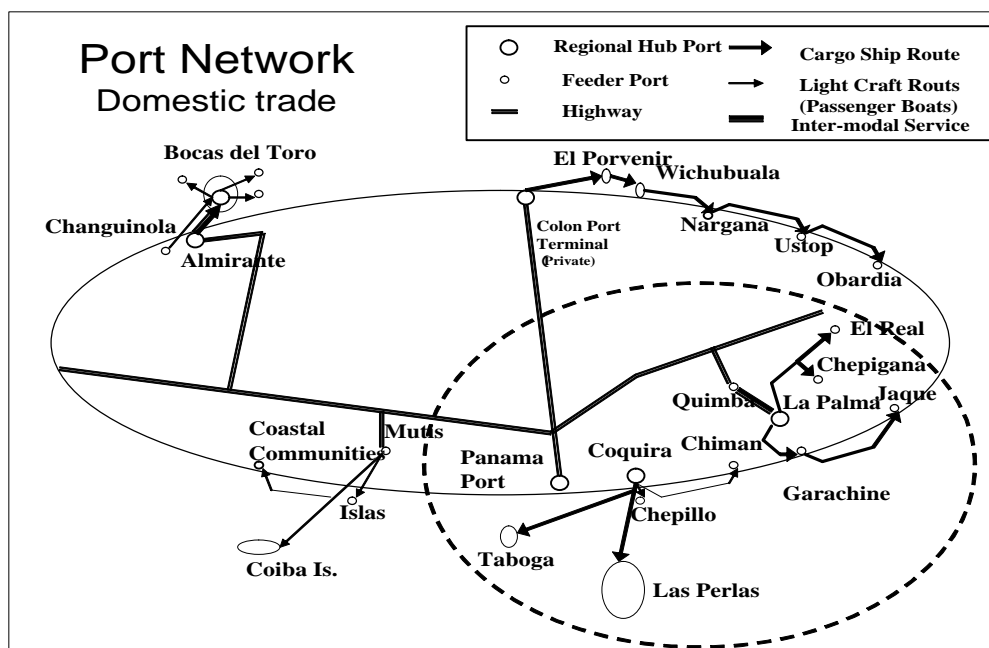 Port Network
Domestic trade
Regional Hub Port
Feeder Port
Highway
Cargo Ship Route
Light Craft Routs
(Passenger Boats)
Inter-modal Service
Bocas del Toro
Changuinola
Almirante
El Porvenir
Wichubuala
Nargana
Ustop
Obardia
Colon Port
Terminal
(Private)
El Real
Chepigana
Jaque
Quimba
La Palma
Coastal
Communities
Mutis
Panama
Port
Coquira
Chiman
Garachine
Islas
Chepillo
Coiba Is.
Taboga
Las Perlas